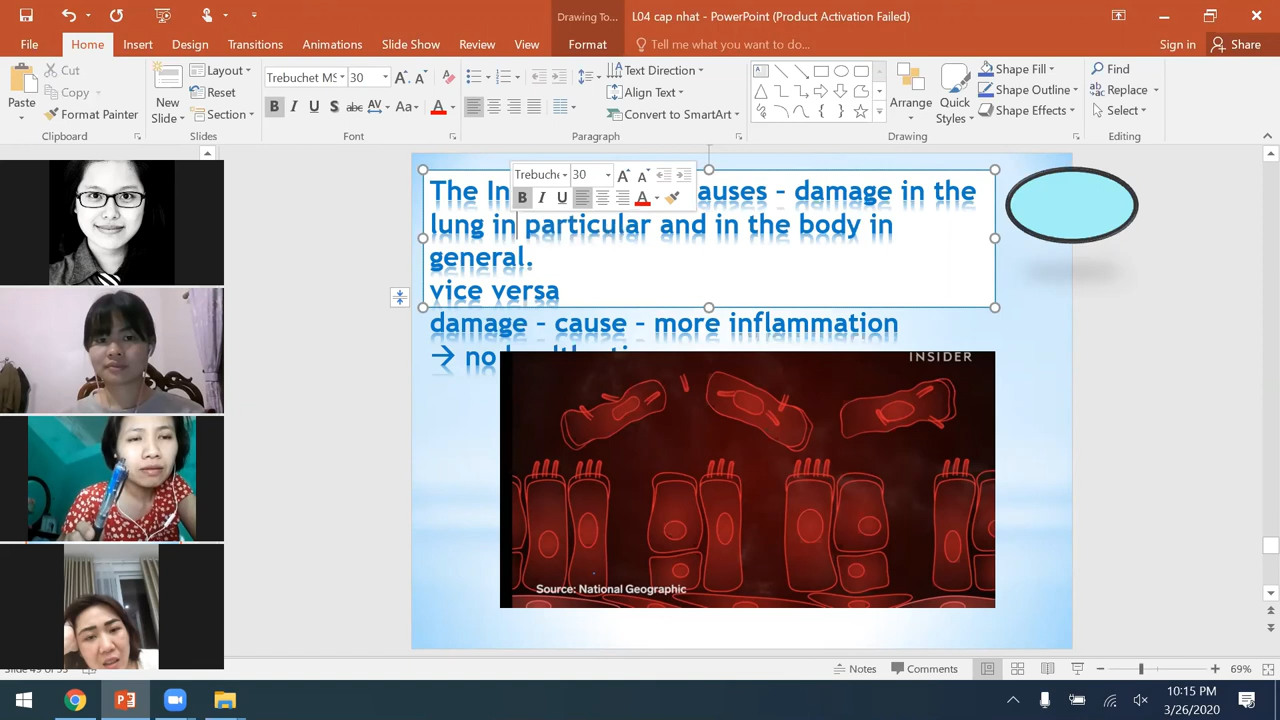 L04 cap nhat - PowerPoint (Product Activation Failed)
Drawing To...
File Home Insert Design Transitions Animations Slide Show Review View Format Tell me what you want to do... Sign in Share
Paste
Cut
Copy
Format Painter
Clipboard
New
Slide
Layout
Reset
Section
Slides
Trebuchet MS 30
B I U S abc AV Aa A
Font
Text Direction
Align Text
Convert to SmartArt
Paragraph
Arrange
Quick
Styles
Shape Fill
Shape Outline
Shape Effects
Drawing
Find
Replace
Select
Editing
Trebuche 30
B I U A
The In auses – damage in the
lung in particular and in the body in
general.
vice versa
damage – cause – more inflammation
→ no
INSIDER
Source: National Geographic
Notes Comments 69%
10:15 PM
3/26/2020